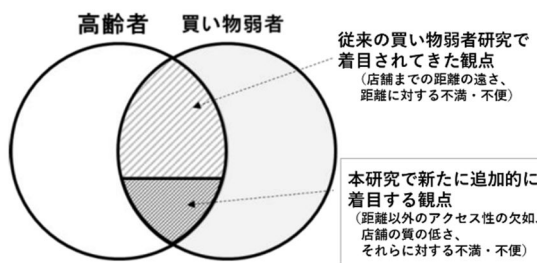 高齢者
買い物弱者
従来の買い物弱者研究で
着目されてきた観点
（店舗までの距離の遠さ、
距離に対する不満・不便）
本研究で新たに追加的に
着目する観点
（距離以外のアクセス性の欠如、
店舗の質の低さ、
それらに対する不満・不便）